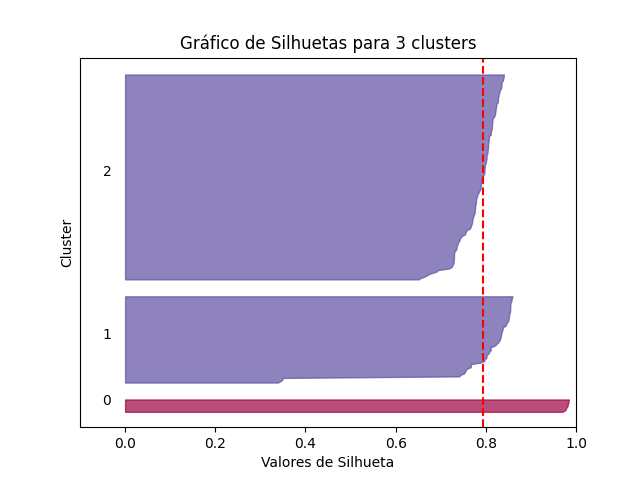 Gráfico de Silhuetas para 3 clusters
2
1
0
Cluster
0.0 0.2 0.4 0.6 0.8 1.0
Valores de Silhueta